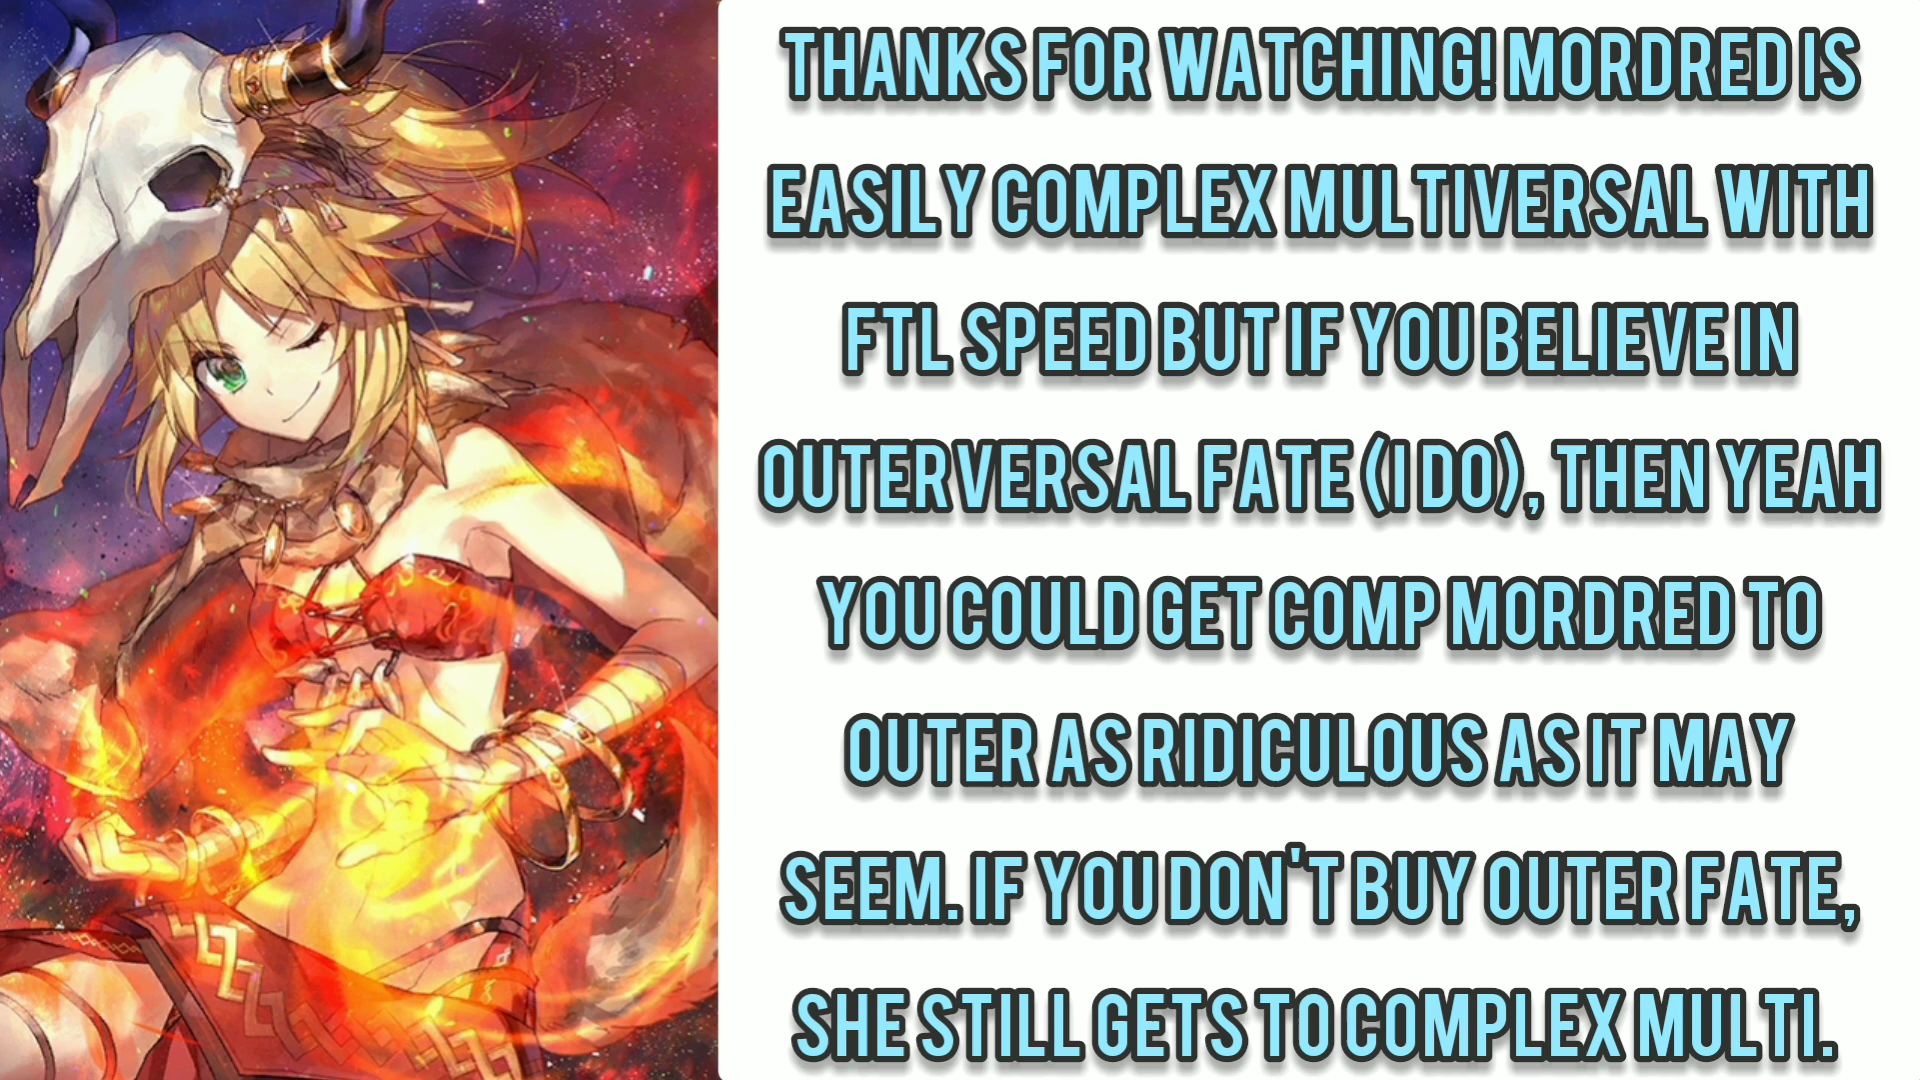 THANKS FOR WATCHING! MORDRED IS
EASILY COMPLEX MULTIVERSAL WITH
FTL SPEED BUT IF YOU BELIEVE IN
OUTERVERSAL FATE (I DO), THEN YEAH
YOU COULD GET COMP MORDRED TO
OUTER AS RIDICULOUS AS IT MAY
SEEM. IF YOU DON'T BUY OUTER FATE,
SHE STILL GETS TO COMPLEX MULTI.